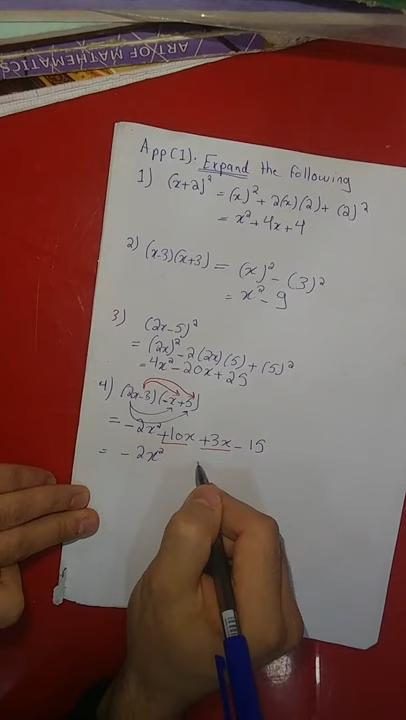 ART OF MATHEMATICS
App(1). Expand the following
1) (x+2)² = (x)² + 2(x)(2) + (2)²
= x² + 4x + 4
2) (x-3)(x+3) = (x)² - (3)²
= x² - 9
3) (2x-5)²
= (2x)² - 2(2x)(5) + (5)²
= 4x² - 20x + 25
4) (2x-3)(-x+5)
= -2x² +10x +3x - 15
= - 2x²